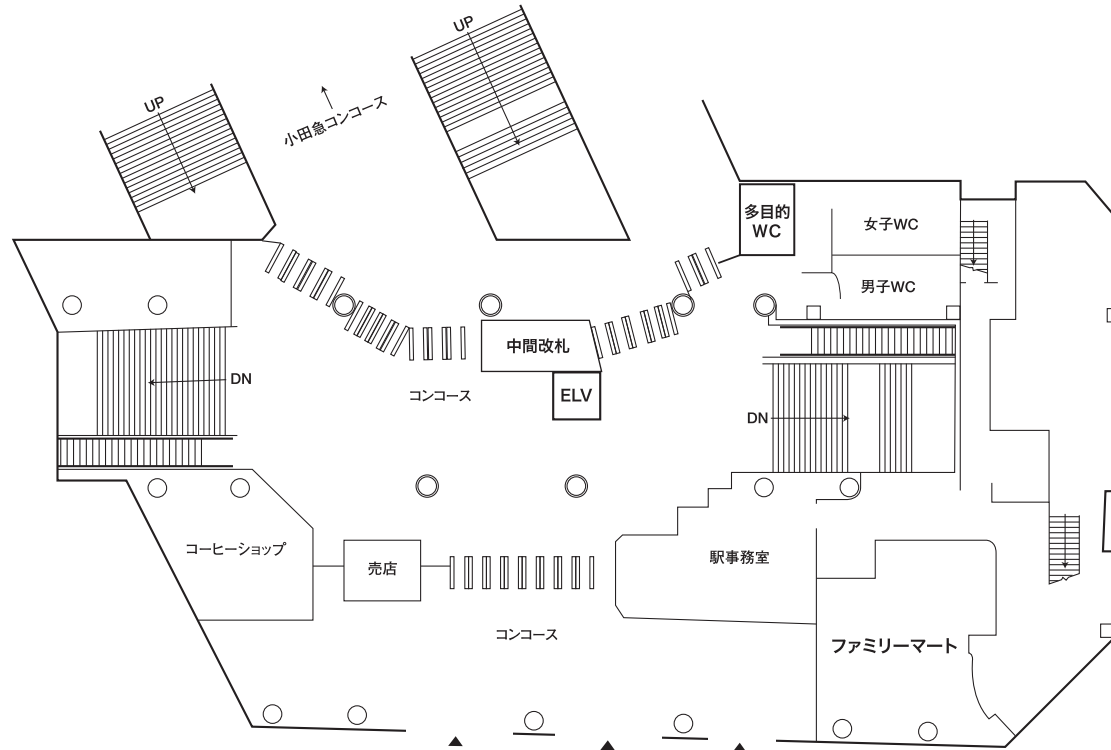 UP
UP
小田急コンコース
多目的
WC
女子WC
男子WC
中間改札
DN
コンコース
ELV
DN
コーヒーショップ
売店
駅事務室
コンコース
ファミリーマート